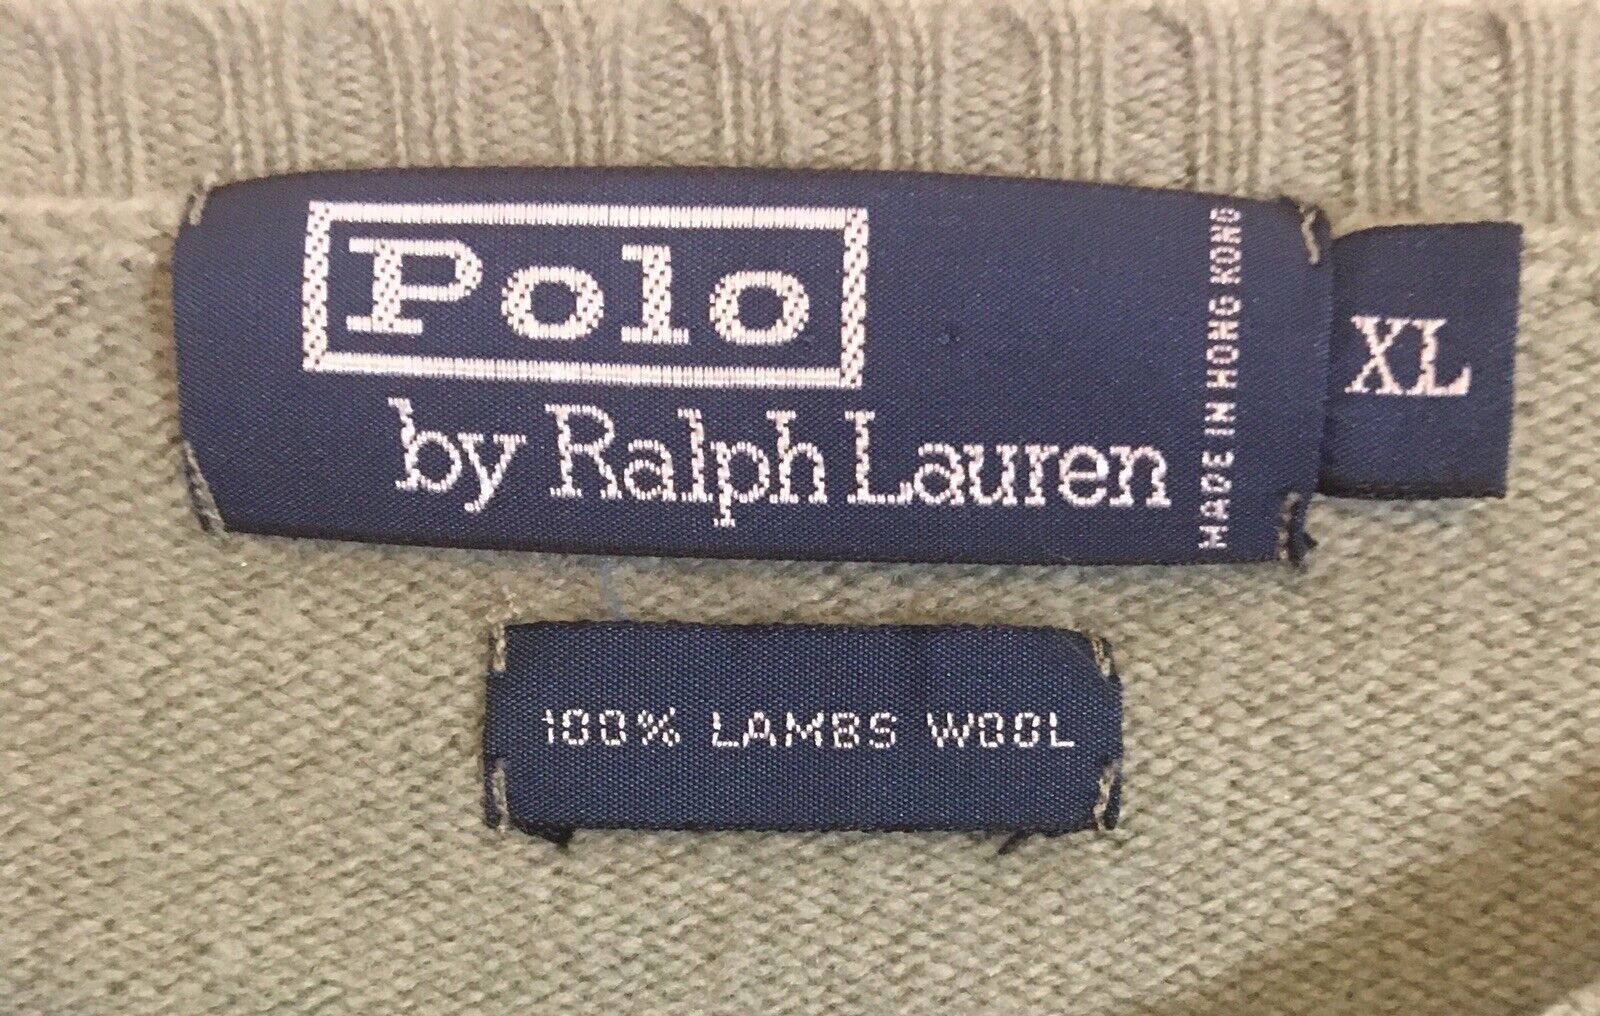 Polo
by Ralph Lauren
MADE IN HONG KONG
XL
100% LAMBS WOOL